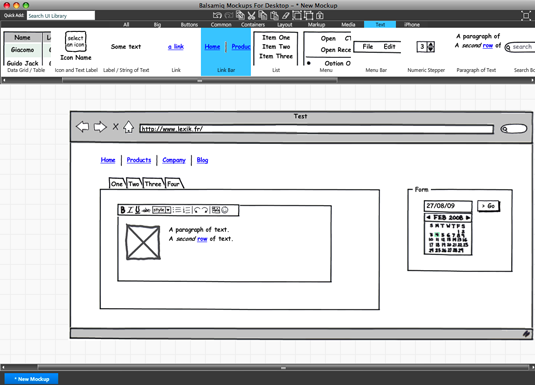 Balsamiq Mockups For Desktop - * New Mockup
Quick Add: Search UI Library
All Big Buttons Common Containers Layout Markup Media Text iPhone
Name
Giacomo
Guido Jack
Data Grid / Table
select
an icon
Icon Name
Icon and Text Label
Some text
Label / String of Text
a link
Link
Home Produc
Link Bar
Item One
Item Two
Item Three
List
Open
Open Rece
Option O
Menu
File Edit
Menu Bar
3
Numeric Stepper
A paragraph of
A second row of
Paragraph of Text
search
Search Bo
Test
http://www.lexik.fr/
Home Products Company Blog
One Two Three Four
B I U abc style
A paragraph of text.
A second row of text.
Form
27/08/09
> Go
FEB 2008
S M T W T F S
* New Mockup